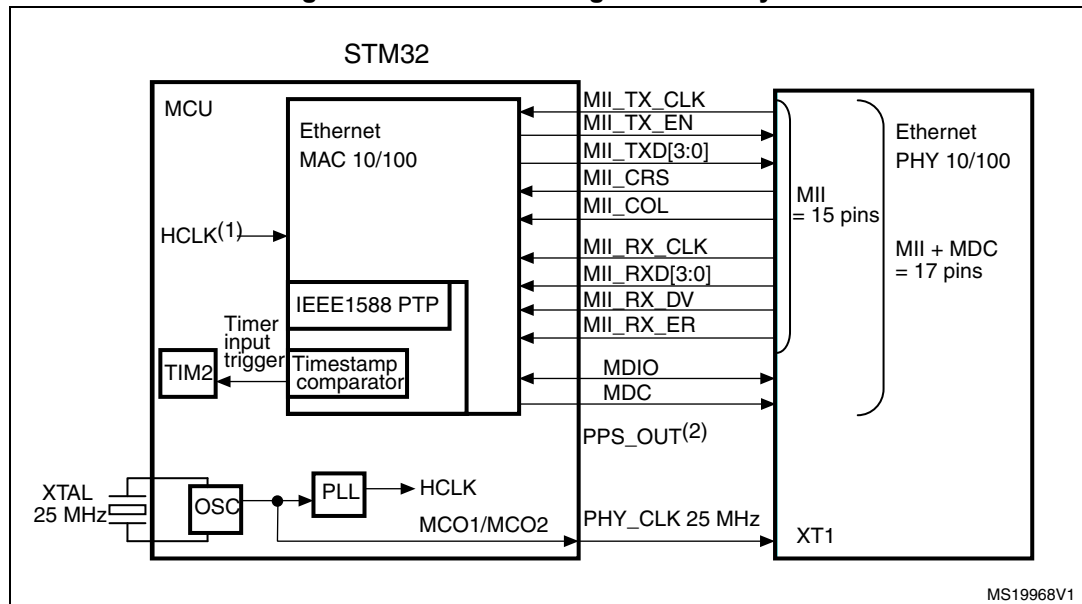 STM32
MCU
Ethernet
MAC 10/100
HCLK(1)
IEEE1588 PTP
Timer
input
trigger
TIM2
Timestamp
comparator
XTAL
25 MHz
OSC
PLL
HCLK
MCO1/MCO2
MII_TX_CLK
MII_TX_EN
MII_TXD[3:0]
MII_CRS
MII_COL
MII_RX_CLK
MII_RXD[3:0]
MII_RX_DV
MII_RX_ER
MDIO
MDC
PPS_OUT(2)
PHY_CLK 25 MHz
MII
= 15 pins
Ethernet
PHY 10/100
MII + MDC
= 17 pins
XT1
MS19968V1